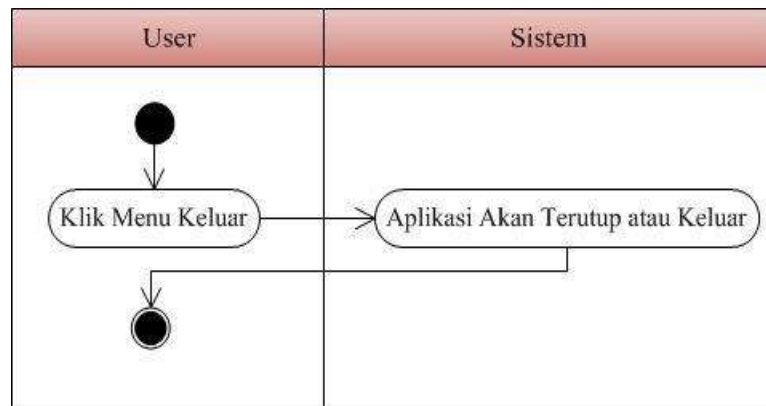 User
Sistem
Klik Menu Keluar
Aplikasi Akan Terutup atau Keluar